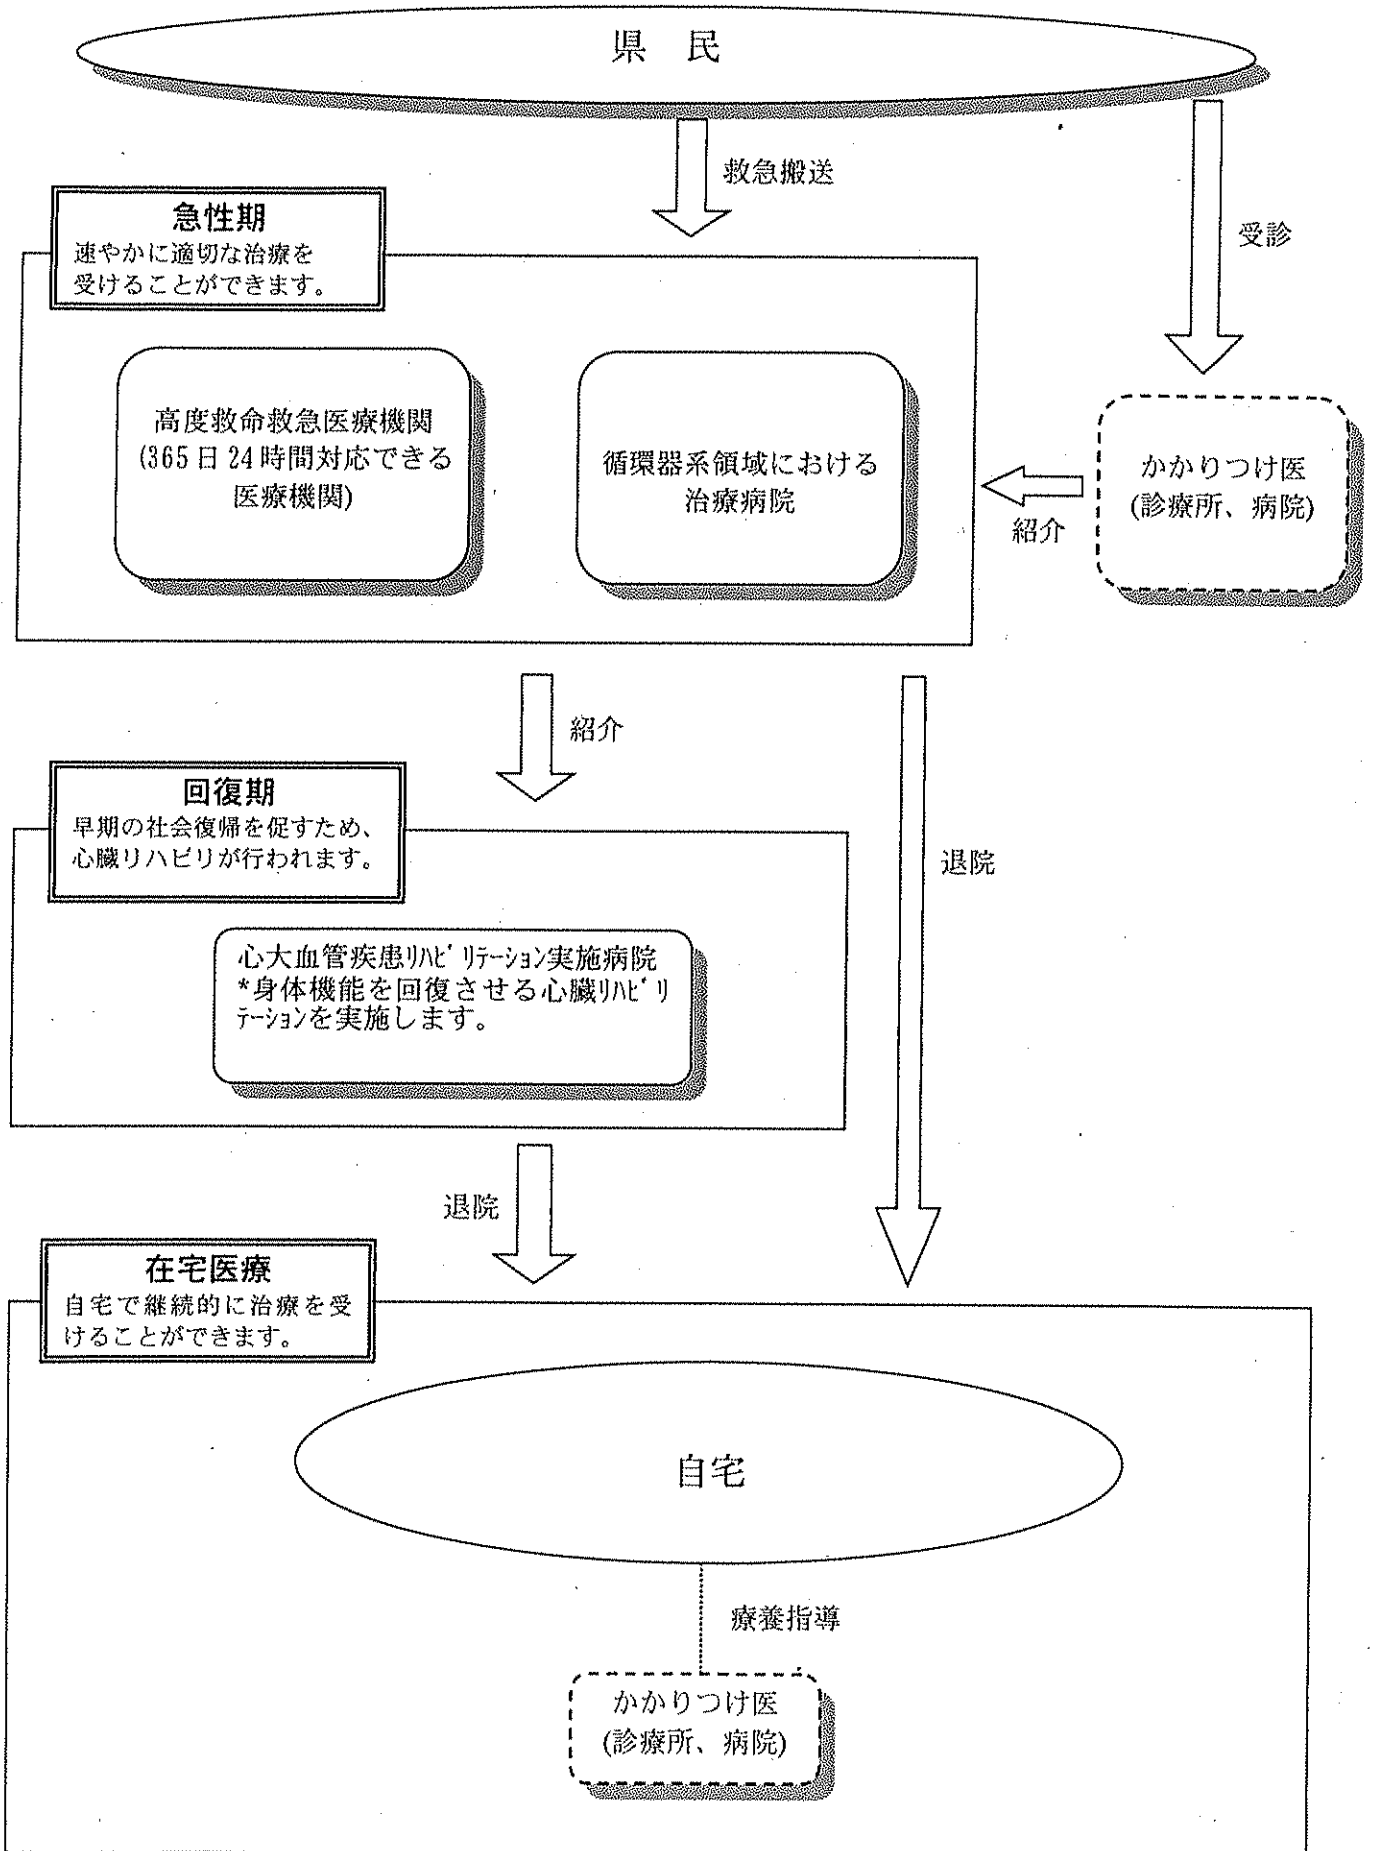 県　民
救急搬送
受診
急性期
速やかに適切な治療を
受けることができます。
高度救命救急医療機関
(365日24時間対応できる
医療機関)
循環器系領域における
治療病院
かかりつけ医
(診療所、病院)
紹介
紹介
回復期
早期の社会復帰を促すため、
心臓リハビリが行われます。
退院
心大血管疾患ﾘﾊﾋﾞﾘﾃｰｼｮﾝ実施病院
*身体機能を回復させる心臓ﾘﾊﾋﾞﾘ
ﾃｰｼｮﾝを実施します。
退院
在宅医療
自宅で継続的に治療を受
けることができます。
自宅
療養指導
かかりつけ医
(診療所、病院)